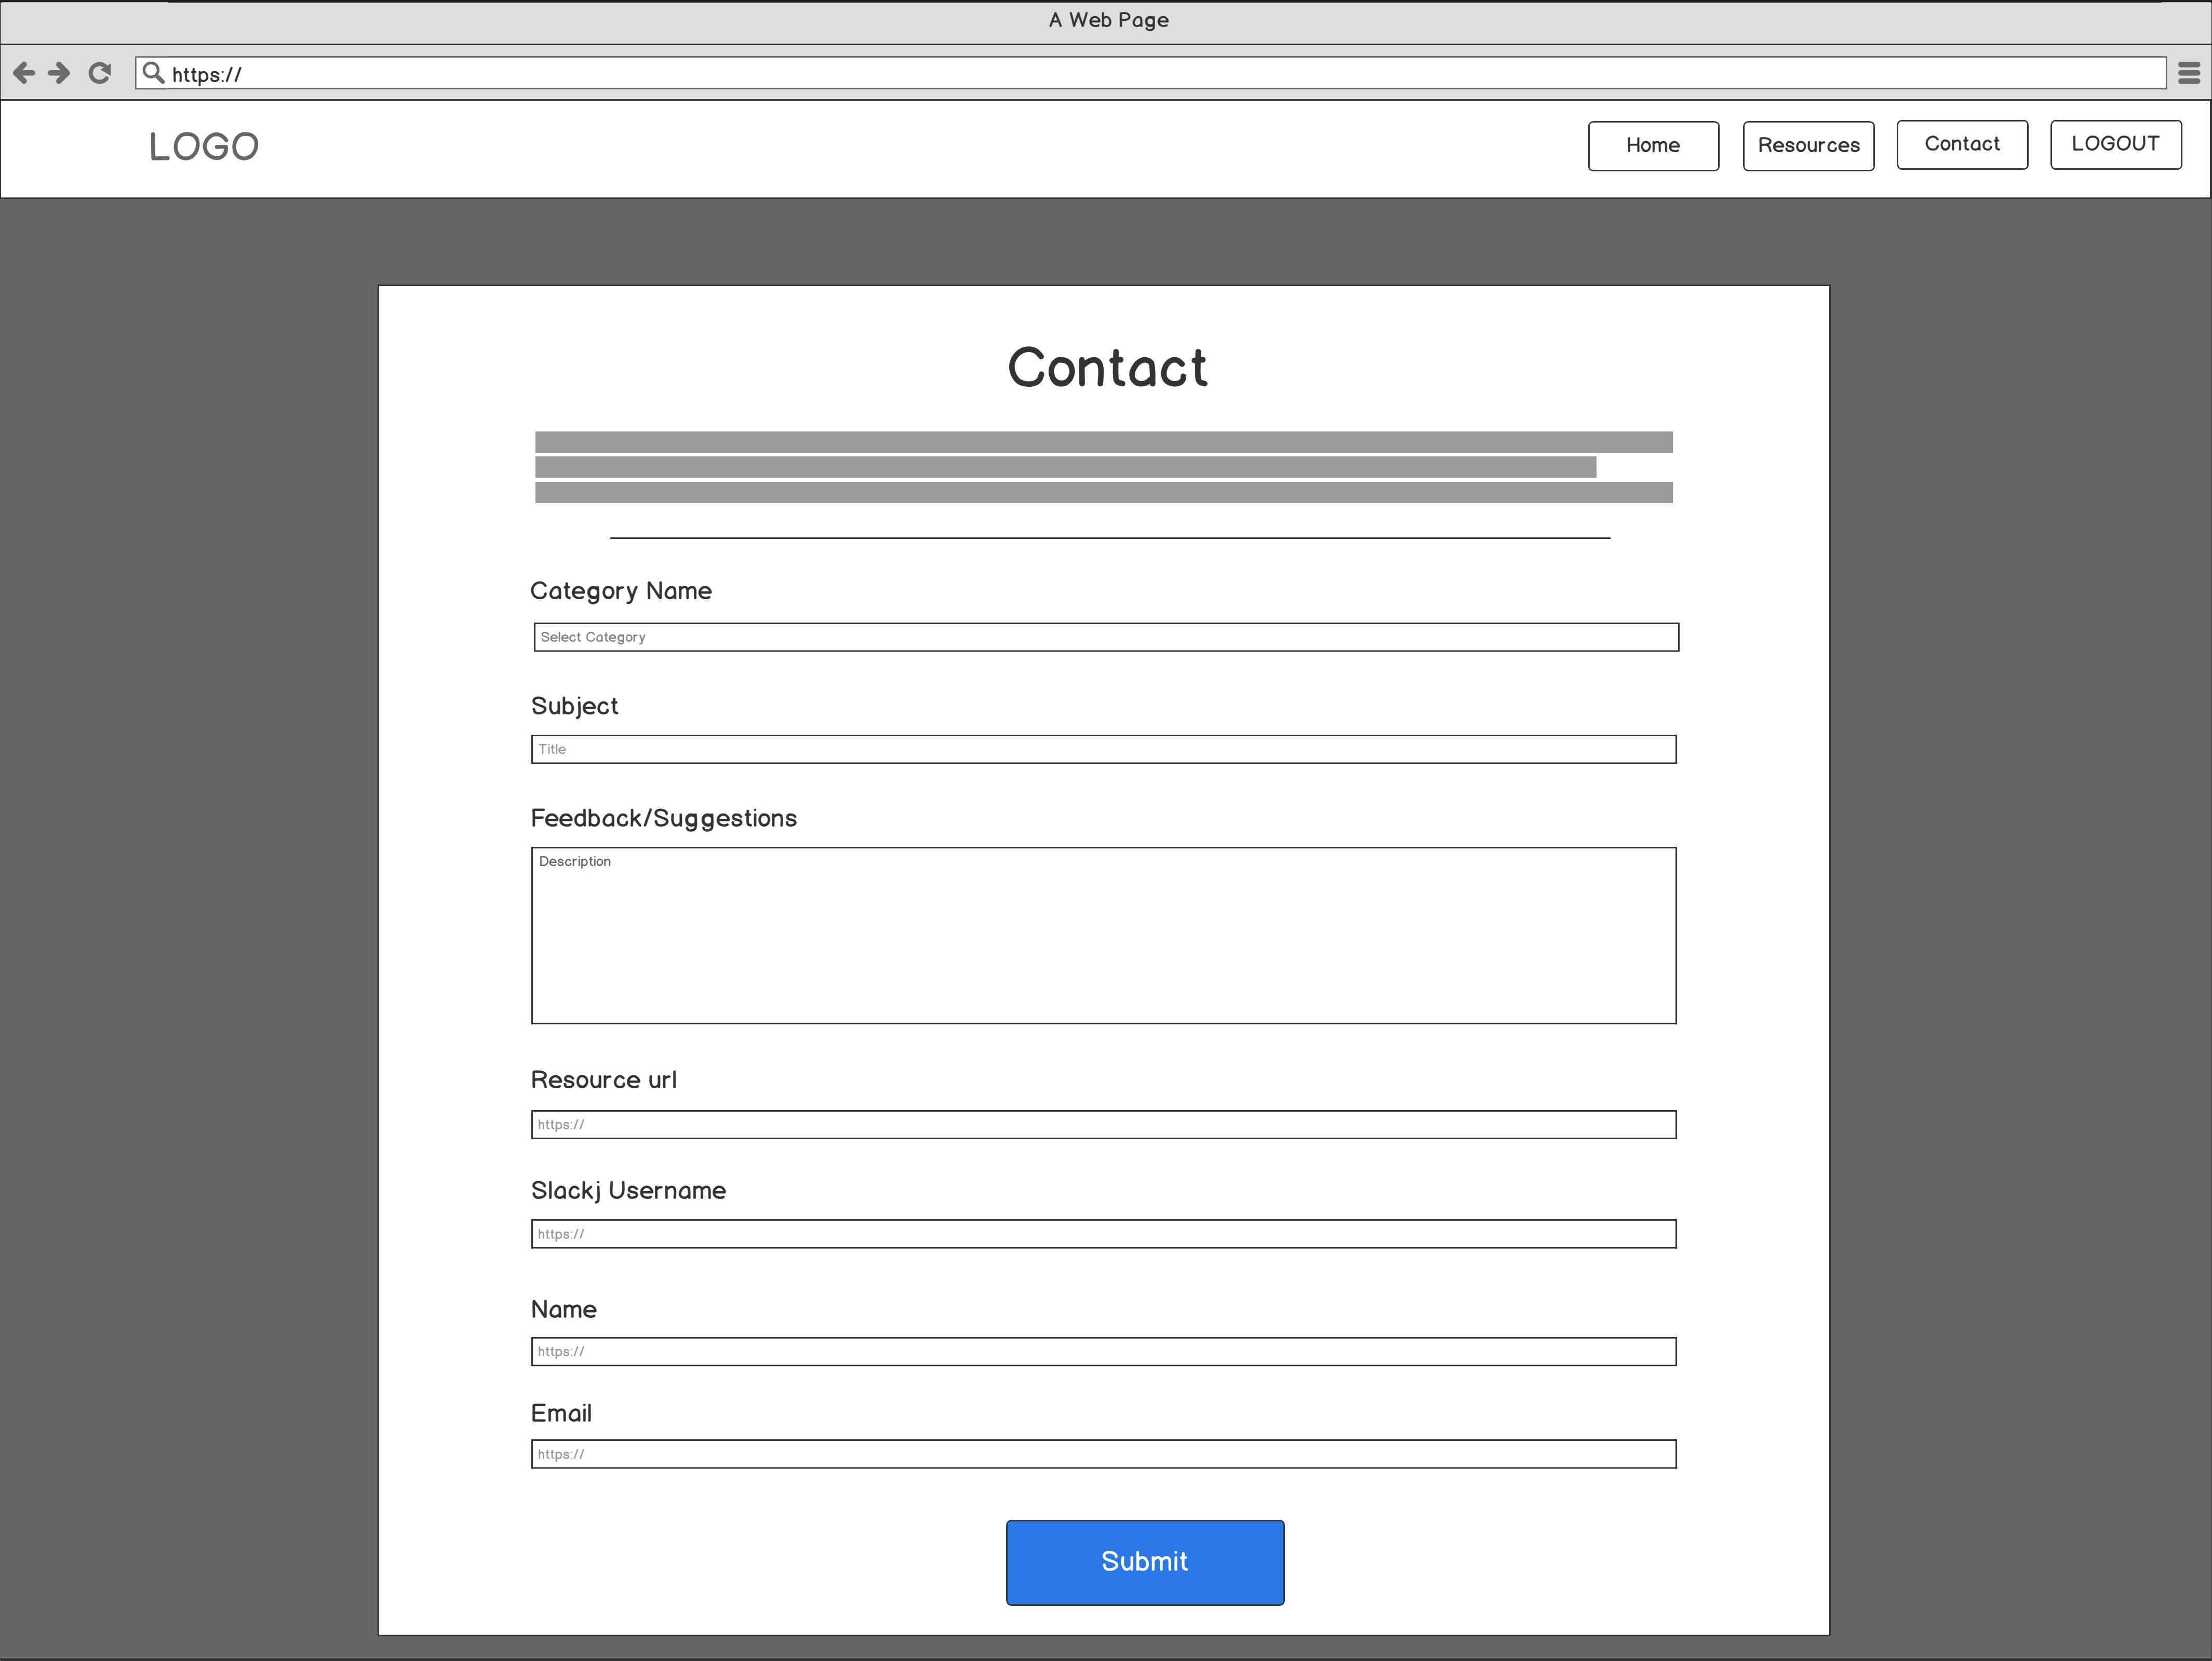 A Web Page
https://
LOGO
Home
Resources
Contact
LOGOUT
Contact
Category Name
Select Category
Subject
Title
Feedback/Suggestions
Description
Resource url
https://
Slackj Username
https://
Name
https://
Email
https://
Submit